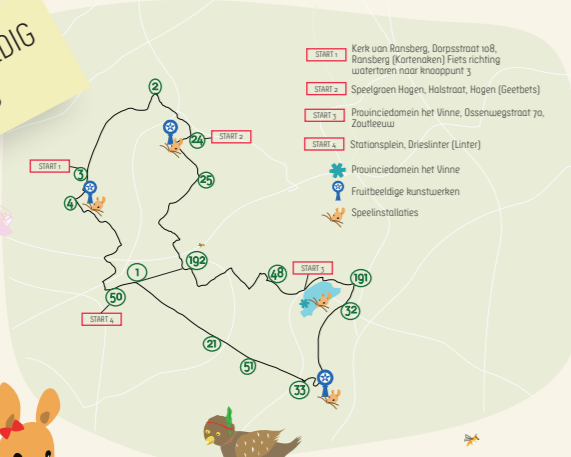 DIG
START 1
Kerk van Ransberg, Dorpsstraat 108,
Ransberg (Kortenaken) Fiets richting
watertoren naar knooppunt 3
START 2
Speelgroen Hogen, Halstraat, Hogen (Geetbets)
START 3
Provinciedomein het Vinne, Ossenwegstraat 70,
Zoutleeuw
START 4
Stationsplein, Drieslinter (Linter)
Provinciedomein het Vinne
Fruitbeeldige kunstwerken
Speelinstallaties
2
24
START 2
START 1
3
25
4
192
1
48
START 3
191
50
32
START 4
21
51
33